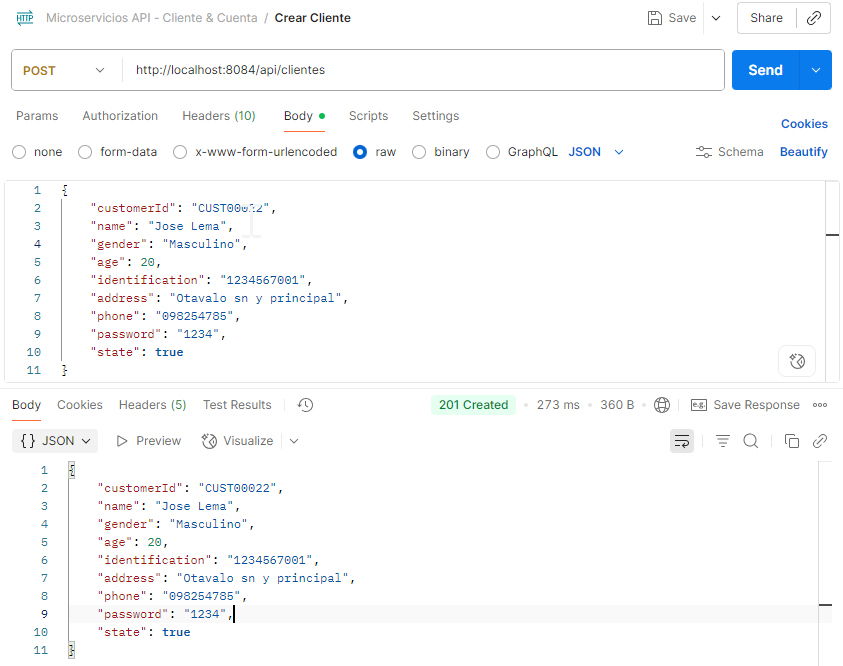 HTTP Microservicios API - Cliente & Cuenta / Crear Cliente Save Share
POST http://localhost:8084/api/clientes Send
Params Authorization Headers (10) Body Scripts Settings Cookies
none form-data x-www-form-urlencoded raw binary GraphQL JSON Schema Beautify
1 {
2 "customerId": "CUST00022",
3 "name": "Jose Lema",
4 "gender": "Masculino",
5 "age": 20,
6 "identification": "1234567001",
7 "address": "Otavalo sn y principal",
8 "phone": "098254785",
9 "password": "1234",
10 "state": true
11 }
Body Cookies Headers (5) Test Results 201 Created • 273 ms • 360 B • e.g. Save Response
{} JSON Preview Visualize
1 {
2 "customerId": "CUST00022",
3 "name": "Jose Lema",
4 "gender": "Masculino",
5 "age": 20,
6 "identification": "1234567001",
7 "address": "Otavalo sn y principal",
8 "phone": "098254785",
9 "password": "1234",
10 "state": true
11 }